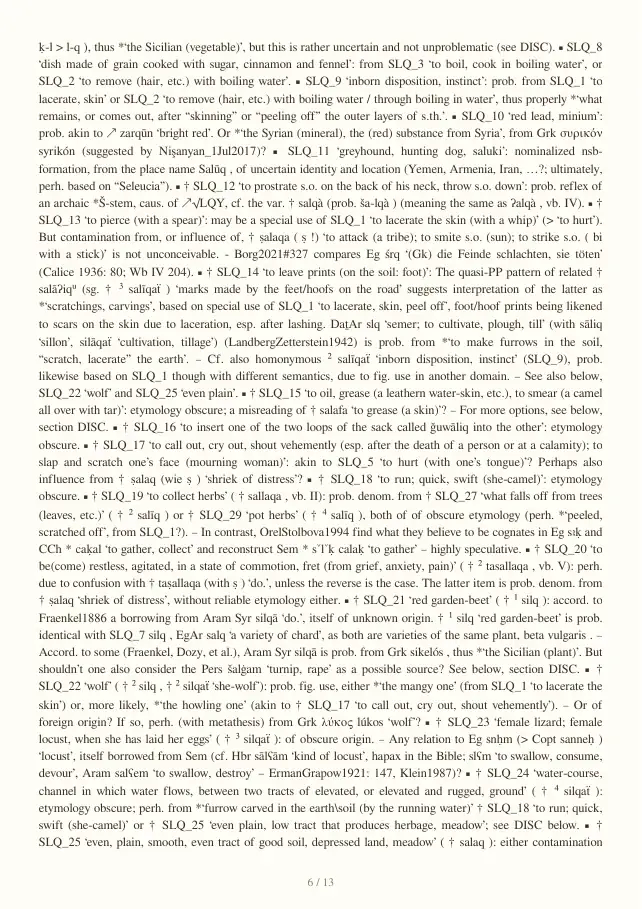 ḳ-l > l-q ), thus *‘the Sicilian (vegetable)’, but this is rather uncertain and not unproblematic (see DISC). ▪ SLQ_8
‘dish made of grain cooked with sugar, cinnamon and fennel’: from SLQ_3 ‘to boil, cook in boiling water’, or
SLQ_2 ‘to remove (hair, etc.) with boiling water’. ▪ SLQ_9 ‘inborn disposition, instinct’: prob. from SLQ_1 ‘to
lacerate, skin’ or SLQ_2 ‘to remove (hair, etc.) with boiling water / through boiling in water’, thus properly *‘what
remains, or comes out, after “skinning” or “peeling off” the outer layers of s.th.’. ▪ SLQ_10 ‘red lead, minium’:
prob. akin to ↗ zarqūn ‘bright red’. Or *‘the Syrian (mineral), the (red) substance from Syria’, from Grk συρικόν
syrikón (suggested by Nişanyan_1Jul2017)? ▪ SLQ_11 ‘greyhound, hunting dog, saluki’: nominalized nsb-
formation, from the place name Salūq , of uncertain identity and location (Yemen, Armenia, Iran, …?; ultimately,
perh. based on “Seleucia”). ▪ † SLQ_12 ‘to prostrate s.o. on the back of his neck, throw s.o. down’: prob. reflex of
an archaic *Š-stem, caus. of ↗√LQY, cf. the var. † salqà (prob. ša-lqà ) (meaning the same as ʔalqà , vb. IV). ▪ †
SLQ_13 ‘to pierce (with a spear)’: may be a special use of SLQ_1 ‘to lacerate the skin (with a whip)’ (> ‘to hurt’).
But contamination from, or influence of, † ṣalaqa ( ṣ !) ‘to attack (a tribe); to smite s.o. (sun); to strike s.o. ( bi
with a stick)’ is not unconceivable. - Borg2021#327 compares Eg śrq ‘(Gk) die Feinde schlachten, sie töten’
(Calice 1936: 80; Wb IV 204). ▪ † SLQ_14 ‘to leave prints (on the soil: foot)’: The quasi-PP pattern of related †
salāʔiqᵘ (sg. † ³ salīqaẗ ) ‘marks made by the feet/hoofs on the road’ suggests interpretation of the latter as
*‘scratchings, carvings’, based on special use of SLQ_1 ‘to lacerate, skin, peel off’, foot/hoof prints being likened
to scars on the skin due to laceration, esp. after lashing. DaṯAr slq ‘semer; to cultivate, plough, till’ (with sāliq
‘sillon’, silāqaẗ ‘cultivation, tillage’) (LandbergZetterstein1942) is prob. from *‘to make furrows in the soil,
“scratch, lacerate” the earth’. – Cf. also homonymous ² salīqaẗ ‘inborn disposition, instinct’ (SLQ_9), prob.
likewise based on SLQ_1 though with different semantics, due to fig. use in another domain. – See also below,
SLQ_22 ‘wolf’ and SLQ_25 ‘even plain’. ▪ † SLQ_15 ‘to oil, grease (a leathern water-skin, etc.), to smear (a camel
all over with tar)’: etymology obscure; a misreading of † salafa ‘to grease (a skin)’? – For more options, see below,
section DISC. ▪ † SLQ_16 ‘to insert one of the two loops of the sack called ǧuwāliq into the other’: etymology
obscure. ▪ † SLQ_17 ‘to call out, cry out, shout vehemently (esp. after the death of a person or at a calamity); to
slap and scratch one’s face (mourning woman)’: akin to SLQ_5 ‘to hurt (with one’s tongue)’? Perhaps also
influence from † ṣalaq (wie ṣ ) ‘shriek of distress’? ▪ † SLQ_18 ‘to run; quick, swift (she-camel)’: etymology
obscure. ▪ † SLQ_19 ‘to collect herbs’ ( † sallaqa , vb. II): prob. denom. from † SLQ_27 ‘what falls off from trees
(leaves, etc.)’ ( † ² salīq ) or † SLQ_29 ‘pot herbs’ ( † ⁴ salīq ), both of of obscure etymology (perh. *‘peeled,
scratched off’, from SLQ_1?). – In contrast, OrelStolbova1994 find what they believe to be cognates in Eg sıḳ and
CCh * caḳal ‘to gather, collect’ and reconstruct Sem * sˁlˁḳ calaḳ ‘to gather’ – highly speculative. ▪ † SLQ_20 ‘to
be(come) restless, agitated, in a state of commotion, fret (from grief, anxiety, pain)’ ( † ² tasallaqa , vb. V): perh.
due to confusion with † taṣallaqa (with ṣ ) ‘do.’, unless the reverse is the case. The latter item is prob. denom. from
† ṣalaq ‘shriek of distress’, without reliable etymology either. ▪ † SLQ_21 ‘red garden-beet’ ( † ¹ silq ): accord. to
Fraenkel1886 a borrowing from Aram Syr silqā ‘do.’, itself of unknown origin. † ¹ silq ‘red garden-beet’ is prob.
identical with SLQ_7 silq , EgAr salq ‘a variety of chard’, as both are varieties of the same plant, beta vulgaris . –
Accord. to some (Fraenkel, Dozy, et al.), Aram Syr silqā is prob. from Grk sikelós , thus *‘the Sicilian (plant)’. But
shouldn’t one also consider the Pers šalġam ‘turnip, rape’ as a possible source? See below, section DISC. ▪ †
SLQ_22 ‘wolf’ ( † ² silq , † ² silqaẗ ‘she-wolf’): prob. fig. use, either *‘the mangy one’ (from SLQ_1 ‘to lacerate the
skin’) or, more likely, *‘the howling one’ (akin to † SLQ_17 ‘to call out, cry out, shout vehemently’). – Or of
foreign origin? If so, perh. (with metathesis) from Grk λύκος lúkos ‘wolf’? ▪ † SLQ_23 ‘female lizard; female
locust, when she has laid her eggs’ ( † ³ silqaẗ ): of obscure origin. – Any relation to Eg snḥm (> Copt sanneḥ )
‘locust’, itself borrowed from Sem (cf. Hbr sālʕām ‘kind of locust’, hapax in the Bible; slʕm ‘to swallow, consume,
devour’, Aram salʕem ‘to swallow, destroy’ – ErmanGrapow1921: 147, Klein1987)? ▪ † SLQ_24 ‘water-course,
channel in which water flows, between two tracts of elevated, or elevated and rugged, ground’ ( † ⁴ silqaẗ ):
etymology obscure; perh. from *‘furrow carved in the earth\soil (by the running water)’ † SLQ_18 ‘to run; quick,
swift (she-camel)’ or † SLQ_25 ‘even plain, low tract that produces herbage, meadow’; see DISC below. ▪ †
SLQ_25 ‘even, plain, smooth, even tract of good soil, depressed land, meadow’ ( † salaq ): either contamination
6 / 13